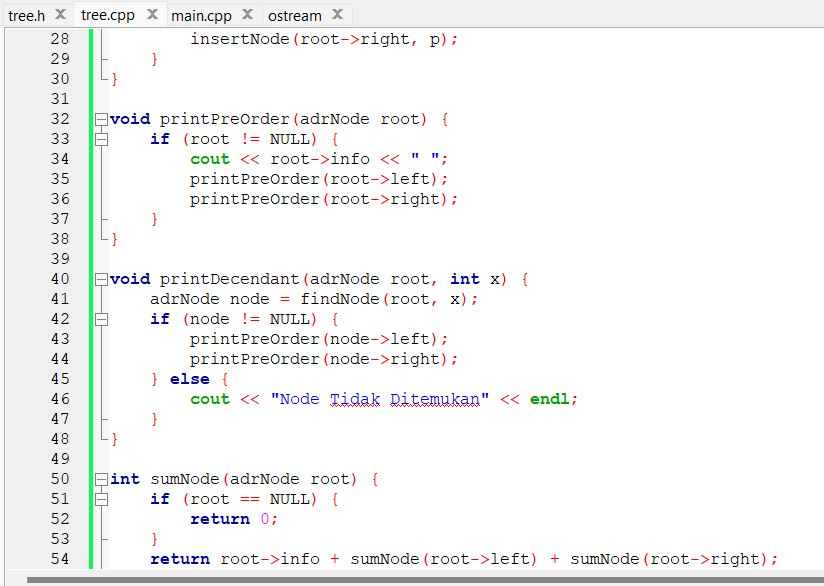 tree.h X tree.cpp X main.cpp X ostream X
28 insertNode(root->right, p);
29 }
30 }
31
32 void printPreOrder(adrNode root) {
33 if (root != NULL) {
34 cout << root->info << " ";
35 printPreOrder(root->left);
36 printPreOrder(root->right);
37 }
38 }
39
40 void printDecendant(adrNode root, int x) {
41 adrNode node = findNode(root, x);
42 if (node != NULL) {
43 printPreOrder(node->left);
44 printPreOrder(node->right);
45 } else {
46 cout << "Node Tidak Ditemukan" << endl;
47 }
48 }
49
50 int sumNode(adrNode root) {
51 if (root == NULL) {
52 return 0;
53 }
54 return root->info + sumNode(root->left) + sumNode(root->right);